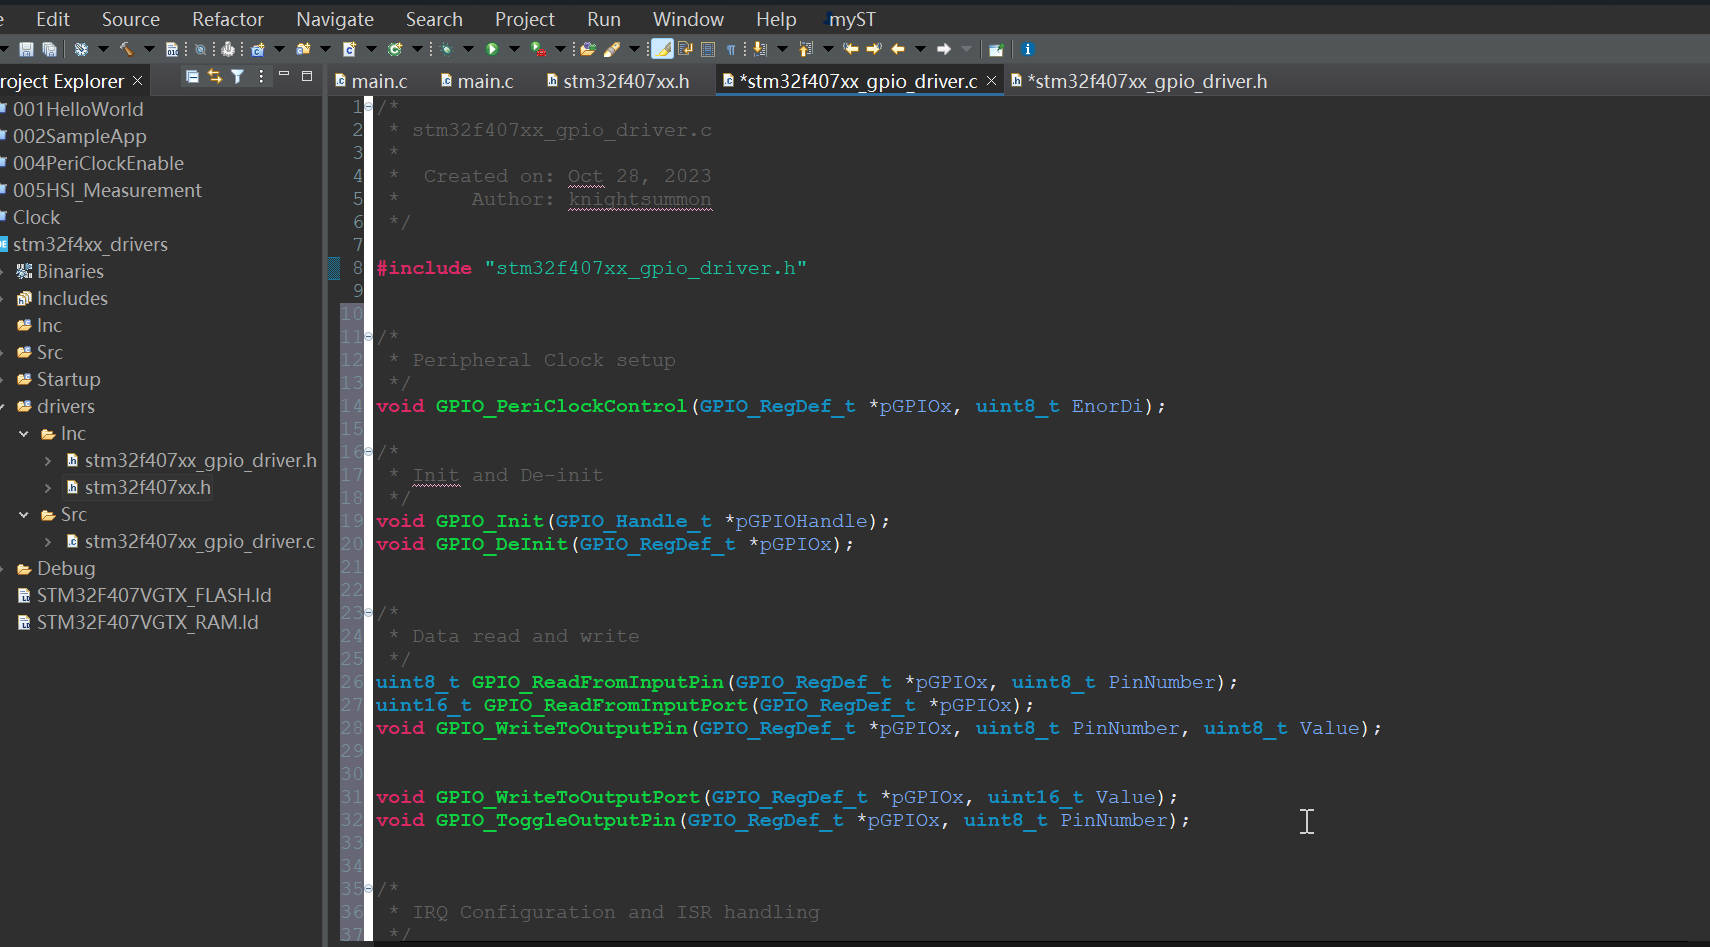 e Edit Source Refactor Navigate Search Project Run Window Help myST
roject Explorer
main.c main.c stm32f407xx.h *stm32f407xx_gpio_driver.c *stm32f407xx_gpio_driver.h
001HelloWorld
002SampleApp
004PeriClockEnable
005HSI_Measurement
Clock
stm32f4xx_drivers
Binaries
Includes
Inc
Src
Startup
drivers
Inc
stm32f407xx_gpio_driver.h
stm32f407xx.h
Src
stm32f407xx_gpio_driver.c
Debug
STM32F407VGTX_FLASH.ld
STM32F407VGTX_RAM.ld
1 /*
2 * stm32f407xx_gpio_driver.c
3 *
4 * Created on: Oct 28, 2023
5 * Author: knightsummon
6 */
7
8 #include "stm32f407xx_gpio_driver.h"
9
10
11 /*
12 * Peripheral Clock setup
13 */
14 void GPIO_PeriClockControl(GPIO_RegDef_t *pGPIOx, uint8_t EnorDi);
15
16 /*
17 * Init and De-init
18 */
19 void GPIO_Init(GPIO_Handle_t *pGPIOHandle);
20 void GPIO_DeInit(GPIO_RegDef_t *pGPIOx);
21
22
23 /*
24 * Data read and write
25 */
26 uint8_t GPIO_ReadFromInputPin(GPIO_RegDef_t *pGPIOx, uint8_t PinNumber);
27 uint16_t GPIO_ReadFromInputPort(GPIO_RegDef_t *pGPIOx);
28 void GPIO_WriteToOutputPin(GPIO_RegDef_t *pGPIOx, uint8_t PinNumber, uint8_t Value);
29
30
31 void GPIO_WriteToOutputPort(GPIO_RegDef_t *pGPIOx, uint16_t Value);
32 void GPIO_ToggleOutputPin(GPIO_RegDef_t *pGPIOx, uint8_t PinNumber);
33
34
35 /*
36 * IRQ Configuration and ISR handling
37 */